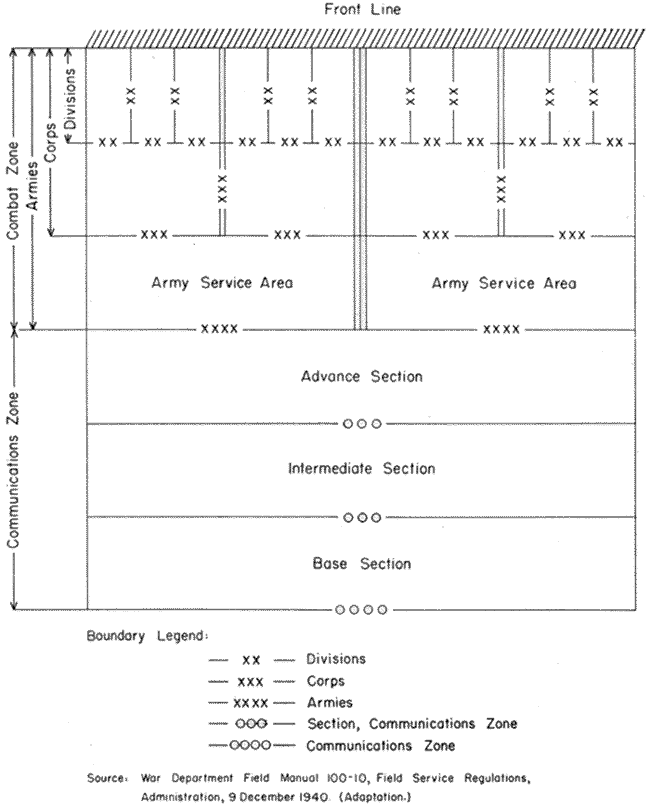 Front Line
Combat Zone
Armies
Corps
Divisions
XX XX XX XX XX XX XX XX
XX XX XX XX XX XX XX XX XX XX XX XX
XXX XXX
XXX XXX XXX XXX
Army Service Area Army Service Area
XXXX XXXX
Communications Zone
Advance Section
OOO
Intermediate Section
OOO
Base Section
OOOO
Boundary Legend:
XX Divisions
XXX Corps
XXXX Armies
OOO Section, Communications Zone
OOOO Communications Zone
Source: War Department Field Manual 100-10, Field Service Regulations,
Administration, 9 December 1940. (Adaptation.)